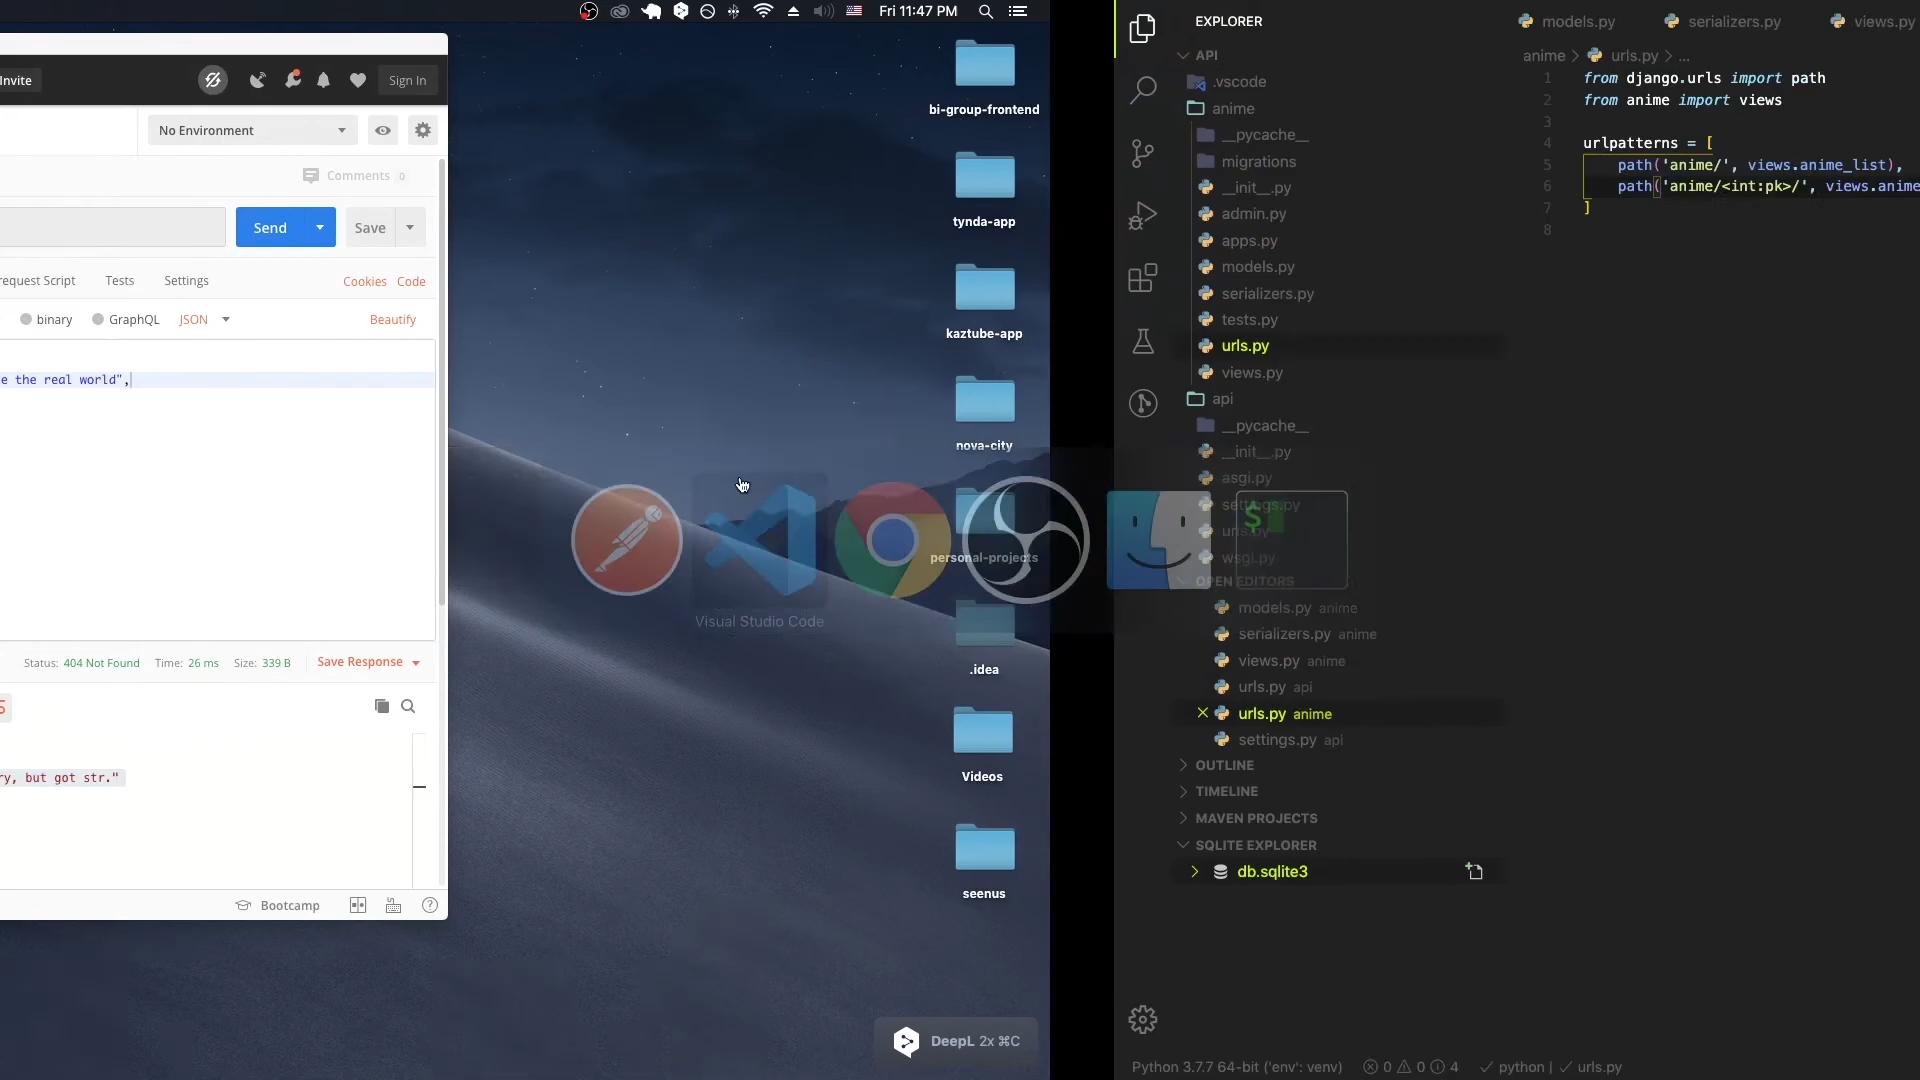 Fri 11:47 PM
Invite
Sign In
No Environment
Comments 0
Send
Save
request Script
Tests
Settings
Cookies
Code
binary
GraphQL
JSON
Beautify
e the real world",
Status: 404 Not Found
Time: 26 ms
Size: 339 B
Save Response
ry, but got str."
Bootcamp
bi-group-frontend
tynda-app
kaztube-app
nova-city
personal-projects
.idea
Videos
seenus
Visual Studio Code
$
DeepL 2x ⌘C
EXPLORER
API
.vscode
anime
__pycache__
migrations
__init__.py
admin.py
apps.py
models.py
serializers.py
tests.py
urls.py
views.py
api
__pycache__
__init__.py
asgi.py
settings.py
urls.py
wsgi.py
OPEN EDITORS
models.py anime
serializers.py anime
views.py anime
urls.py api
urls.py anime
settings.py api
OUTLINE
TIMELINE
MAVEN PROJECTS
SQLITE EXPLORER
db.sqlite3
models.py
serializers.py
views.py
anime > urls.py > ...
1 from django.urls import path
2 from anime import views
3
4 urlpatterns = [
5 path('anime/', views.anime_list),
6 path('anime/<int:pk>/', views.anime
7 ]
8
Python 3.7.7 64-bit ('env': venv)
0 0 4
python | urls.py